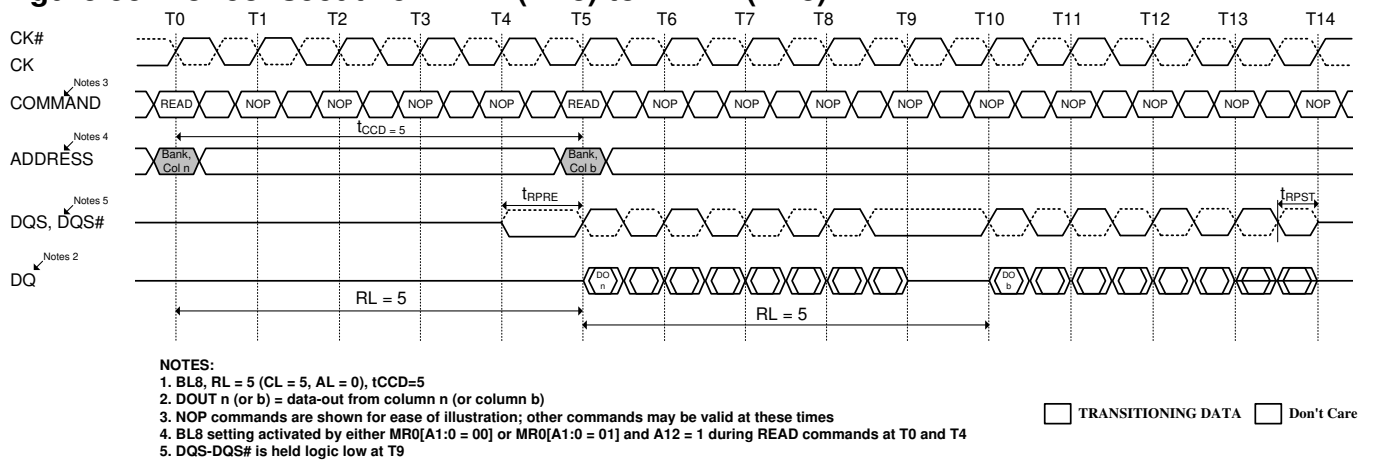 T0 T1 T2 T3 T4 T5 T6 T7 T8 T9 T10 T11 T12 T13 T14
CK#
CK
Notes 3
COMMAND READ NOP NOP NOP NOP READ NOP NOP NOP NOP NOP NOP NOP NOP NOP
tCCD = 5
Notes 4
ADDRESS
Bank, Col n
Bank, Col b
Notes 5
DQS, DQS#
tRPRE
tRPST
Notes 2
DQ
DO n
DO b
RL = 5
RL = 5
NOTES:
1. BL8, RL = 5 (CL = 5, AL = 0), tCCD=5
2. DOUT n (or b) = data-out from column n (or column b)
3. NOP commands are shown for ease of illustration; other commands may be valid at these times
4. BL8 setting activated by either MR0[A1:0 = 00] or MR0[A1:0 = 01] and A12 = 1 during READ commands at T0 and T4
5. DQS-DQS# is held logic low at T9
TRANSITIONING DATA
Don't Care